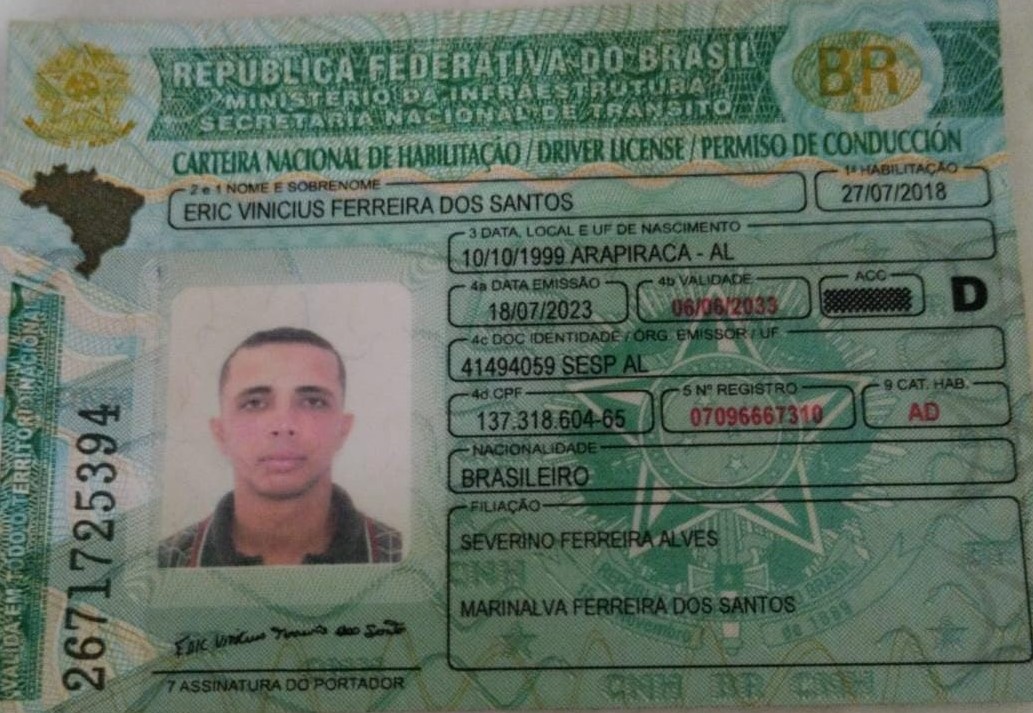 REPÚBLICA FEDERATIVA DO BRASIL
MINISTÉRIO DA INFRAESTRUTURA
SECRETARIA NACIONAL DE TRÂNSITO
BR
CARTEIRA NACIONAL DE HABILITAÇÃO / DRIVER LICENSE / PERMISO DE CONDUCCIÓN
2 e 1 NOME E SOBRENOME
ERIC VINICIUS FERREIRA DOS SANTOS
1ª HABILITAÇÃO
27/07/2018
3 DATA, LOCAL E UF DE NASCIMENTO
10/10/1999 ARAPIRACA - AL
4a DATA EMISSÃO
18/07/2023
4b VALIDADE
06/06/2033
ACC
D
4c DOC IDENTIDADE / ÓRG. EMISSOR / UF
41494059 SESP AL
4d CPF
137.318.604-65
5 Nº REGISTRO
07096667310
9 CAT. HAB.
AD
NACIONALIDADE
BRASILEIRO
FILIAÇÃO
SEVERINO FERREIRA ALVES
MARINALVA FERREIRA DOS SANTOS
Eric Vinicius Ferreira dos Santos
7 ASSINATURA DO PORTADOR
VÁLIDA EM TODO O TERRITÓRIO NACIONAL
2671725394